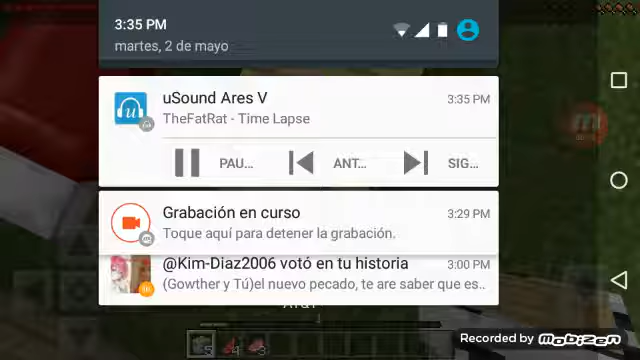 3:35 PM
martes, 2 de mayo
uSound Ares V
3:35 PM
TheFatRat - Time Lapse
PAU...
ANT...
SIG...
Grabación en curso
3:29 PM
Toque aquí para detener la grabación.
@Kim-Diaz2006 votó en tu historia
3:00 PM
(Gowther y Tú)el nuevo pecado, te are saber que es..
AT&T
Recorded by Mobizen